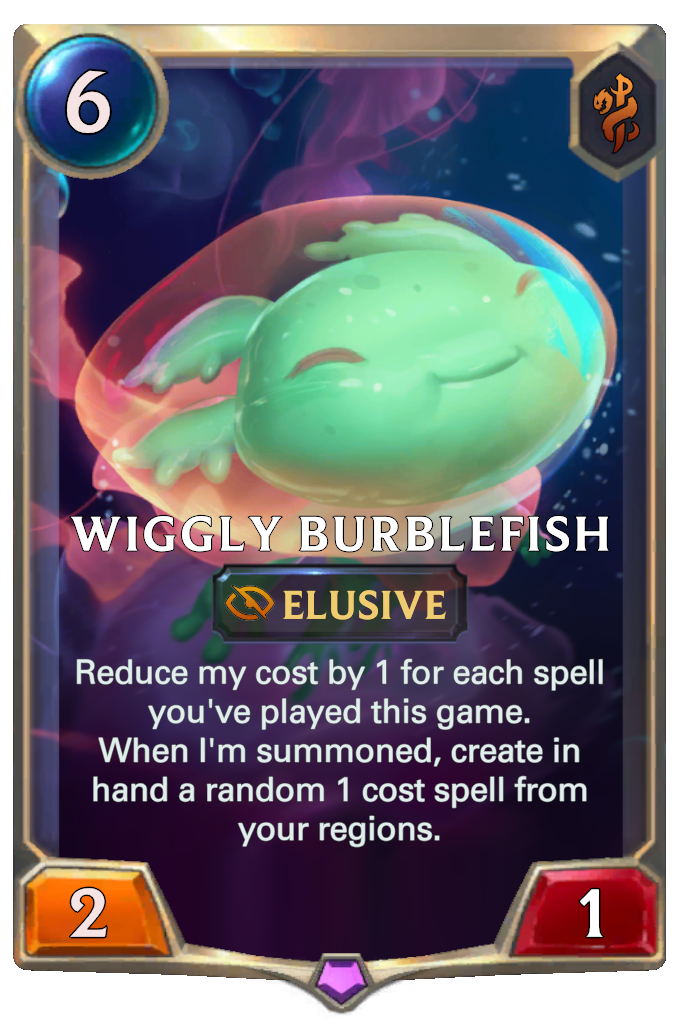 6
WIGGLY BURBLEFISH
ELUSIVE
Reduce my cost by 1 for each spell
you've played this game.
When I'm summoned, create in
hand a random 1 cost spell from
your regions.
2
1